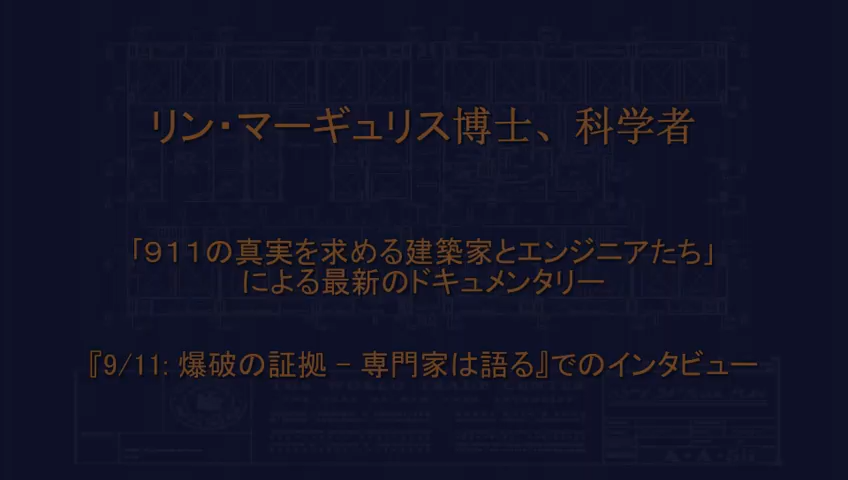 リン・マーギュリス博士、科学者
「９１１の真実を求める建築家とエンジニアたち」
による最新のドキュメンタリー
『9/11: 爆破の証拠 – 専門家は語る』でのインタビュー